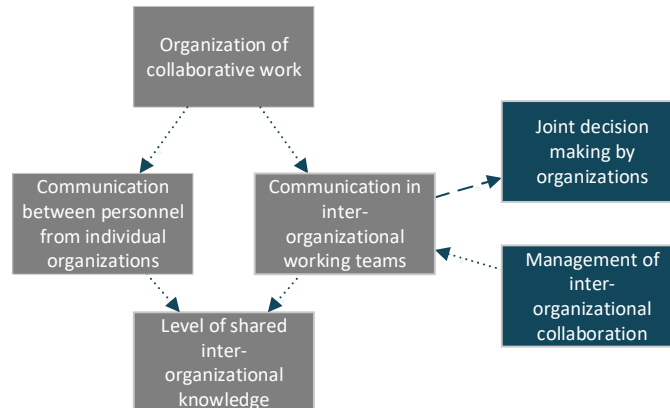 Organization of
collaborative work
Joint decision
making by
organizations
Communication
between personnel
from individual
organizations
Communication in
inter-
organizational
working teams
Management of
inter-
organizational
collaboration
Level of shared
inter-
organizational
knowledge